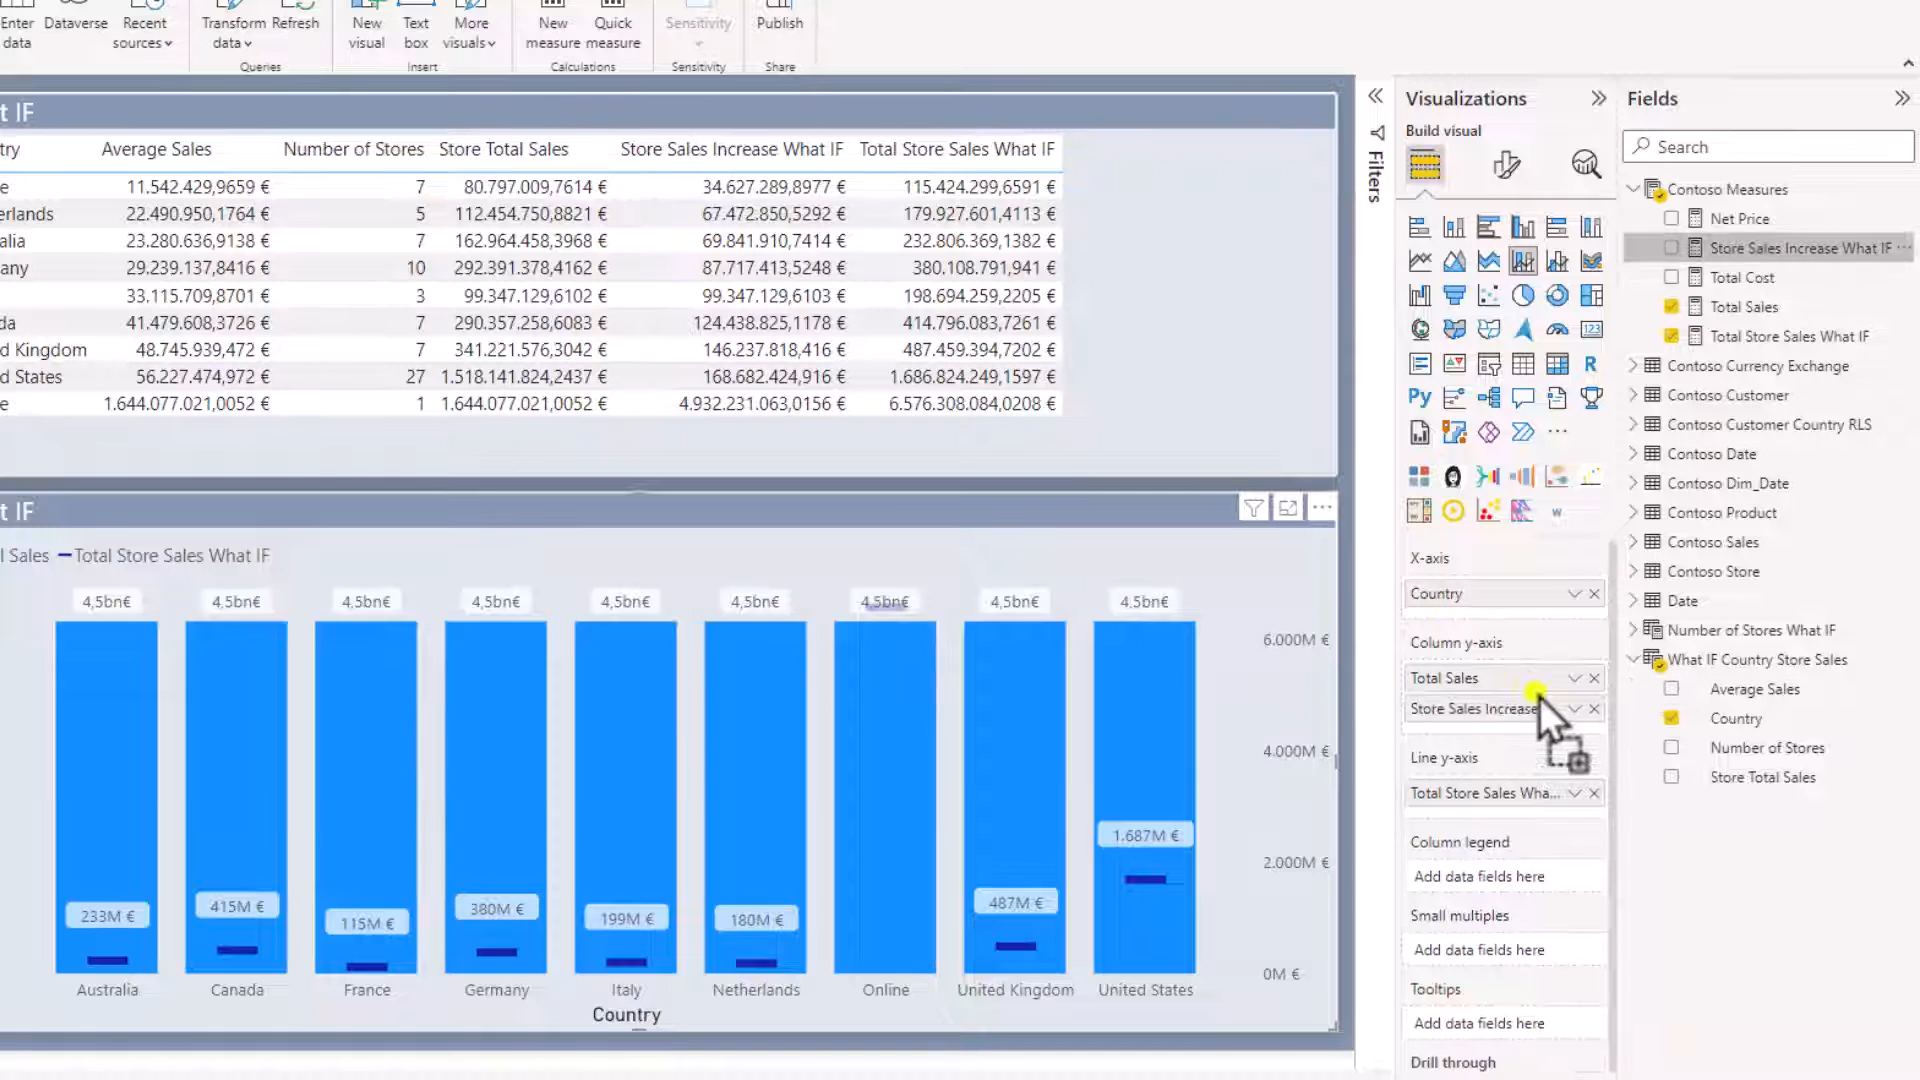 Enter
data
Dataverse
Recent
sources
Transform
data
Refresh
New
visual
Text
box
More
visuals
New
measure
Quick
measure
Sensitivity
Publish
Queries
Insert
Calculations
Sensitivity
Share
t IF
try Average Sales Number of Stores Store Total Sales Store Sales Increase What IF Total Store Sales What IF
e 11.542.429,9659 € 7 80.797.009,7614 € 34.627.289,8977 € 115.424.299,6591 €
erlands 22.490.950,1764 € 5 112.454.750,8821 € 67.472.850,5292 € 179.927.601,4113 €
alia 23.280.636,9138 € 7 162.964.458,3968 € 69.841.910,7414 € 232.806.369,1382 €
any 29.239.137,8416 € 10 292.391.378,4162 € 87.717.413,5248 € 380.108.791,941 €
33.115.709,8701 € 3 99.347.129,6102 € 99.347.129,6103 € 198.694.259,2205 €
da 41.479.608,3726 € 7 290.357.258,6083 € 124.438.825,1178 € 414.796.083,7261 €
d Kingdom 48.745.939,472 € 7 341.221.576,3042 € 146.237.818,416 € 487.459.394,7202 €
d States 56.227.474,972 € 27 1.518.141.824,2437 € 168.682.424,916 € 1.686.824.249,1597 €
e 1.644.077.021,0052 € 1 1.644.077.021,0052 € 4.932.231.063,0156 € 6.576.308.084,0208 €
t IF
l Sales Total Store Sales What IF
4,5bn€ 4,5bn€ 4,5bn€ 4,5bn€ 4,5bn€ 4,5bn€ 4,5bn€ 4,5bn€ 4,5bn€
6.000M €
4.000M €
2.000M €
0M €
233M € 415M € 115M € 380M € 199M € 180M € 487M € 1.687M €
Australia Canada France Germany Italy Netherlands Online United Kingdom United States
Country
Filters
Visualizations
Build visual
123
R
Py
X-axis
Country
Column y-axis
Total Sales
Store Sales Increase
Line y-axis
Total Store Sales Wha...
Column legend
Add data fields here
Small multiples
Add data fields here
Tooltips
Add data fields here
Drill through
Fields
Search
Contoso Measures
Net Price
Store Sales Increase What IF
Total Cost
Total Sales
Total Store Sales What IF
Contoso Currency Exchange
Contoso Customer
Contoso Customer Country RLS
Contoso Date
Contoso Dim_Date
Contoso Product
Contoso Sales
Contoso Store
Date
Number of Stores What IF
What IF Country Store Sales
Average Sales
Country
Number of Stores
Store Total Sales